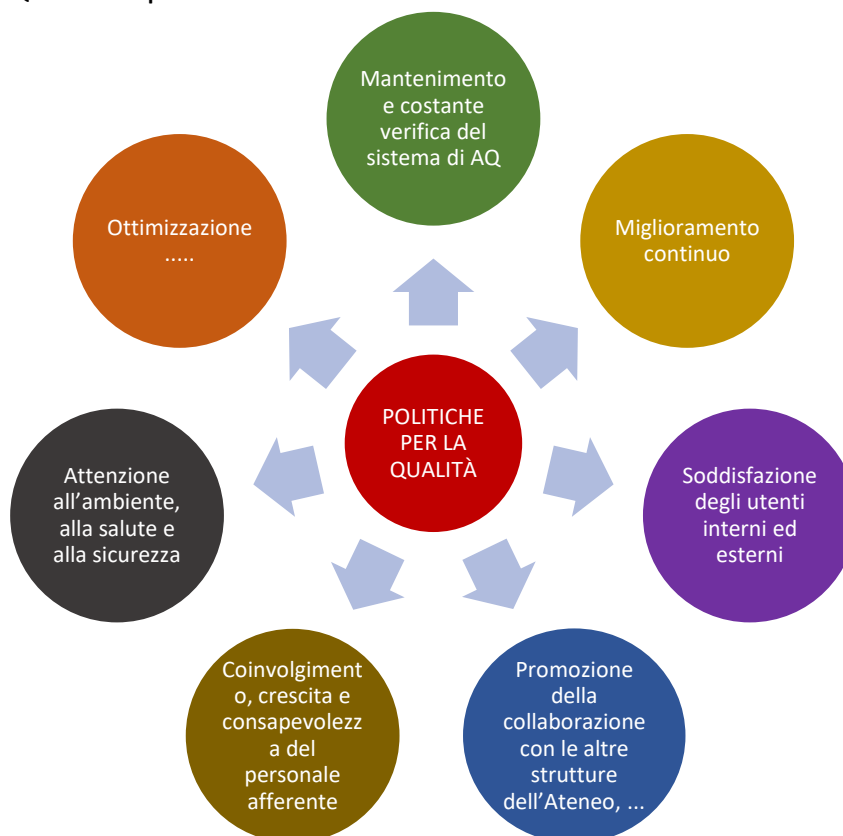 Mantenimento
e costante
verifica del
sistema di AQ
Ottimizzazione
.....
Miglioramento
continuo
POLITICHE
PER LA
QUALITÀ
Attenzione
all’ambiente,
alla salute e
alla sicurezza
Soddisfazione
degli utenti
interni ed
esterni
Coinvolgiment
o, crescita e
consapevolezz
a del
personale
afferente
Promozione
della
collaborazione
con le altre
strutture
dell’Ateneo, ...